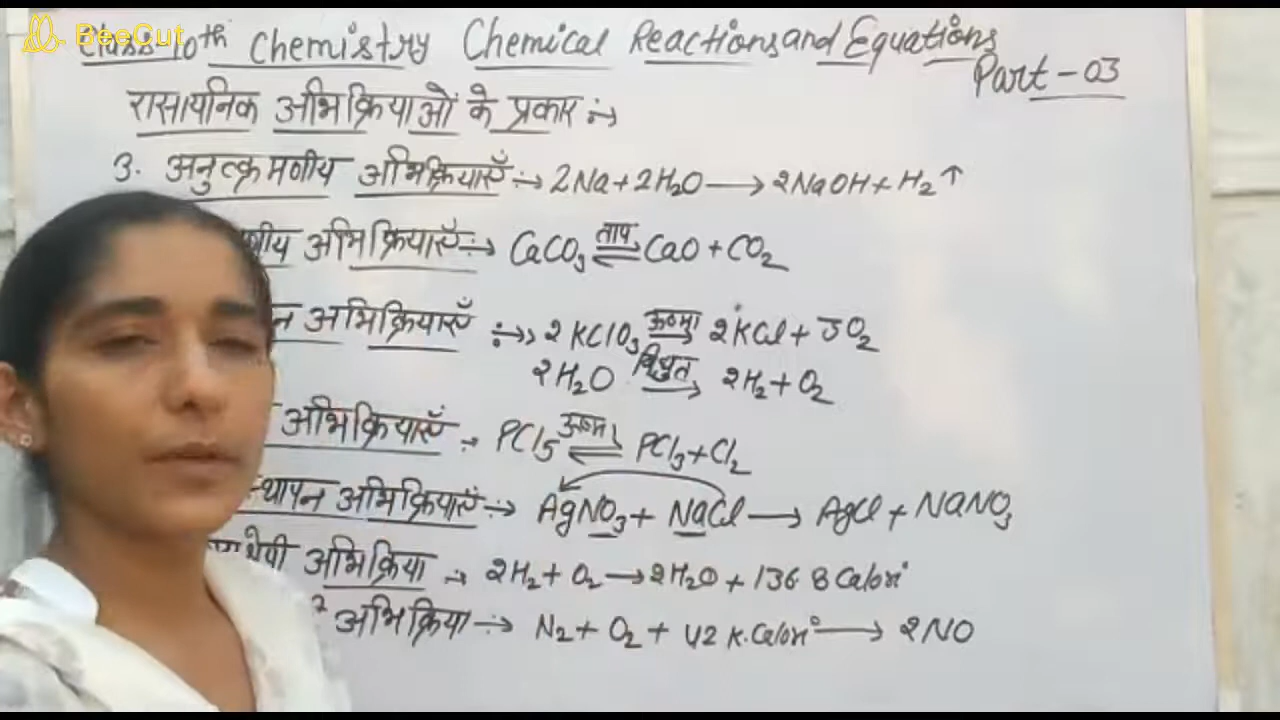 BeeCut
Class-10th Chemistry Chemical Reactions and Equations
Part-03
रासायनिक अभिक्रियाओं के प्रकार :→
3. अनुत्क्रमणीय अभिक्रियाएँ :→ 2Na + 2H₂O ⟶ 2NaOH + H₂↑
णीय अभिक्रियाएँ :→ CaCO₃ ⇌ ताप CaO + CO₂
न अभिक्रियाएँ :→ 2KClO₃ ऊष्मा → 2KCl + 3O₂
2H₂O विधुत → 2H₂ + O₂
अभिक्रियाएँ :→ PCl5 ऊष्मा ⇌ PCl₃ + Cl₂
स्थापन अभिक्रियाएँ :→ AgNO₃ + NaCl ⟶ AgCl + NaNO₃
क्षेपी अभिक्रिया :→ 2H₂ + O₂ ⟶ 2H₂O + 136.8 Calori
अभिक्रिया :→ N₂ + O₂ + 42 K.Calori ⟶ 2NO